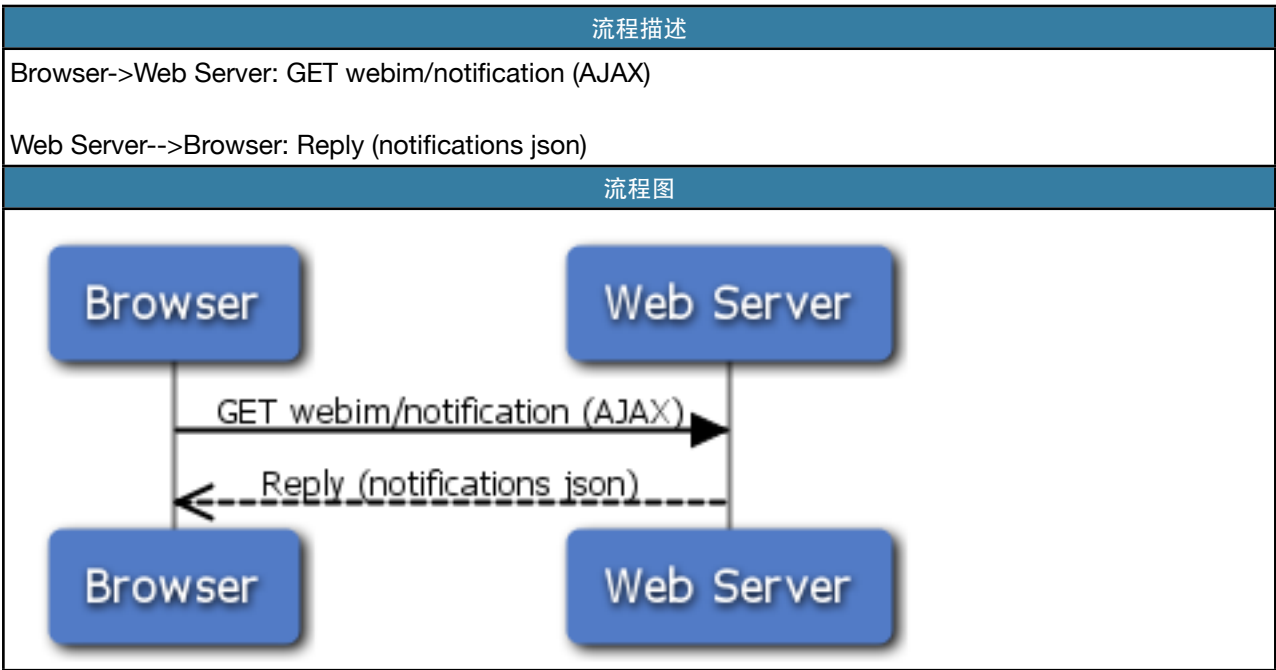 流程描述
Browser->Web Server: GET webim/notification (AJAX)
Web Server-->Browser: Reply (notifications json)
流程图
Browser
Web Server
GET webim/notification (AJAX)
Reply (notifications json)
Browser
Web Server